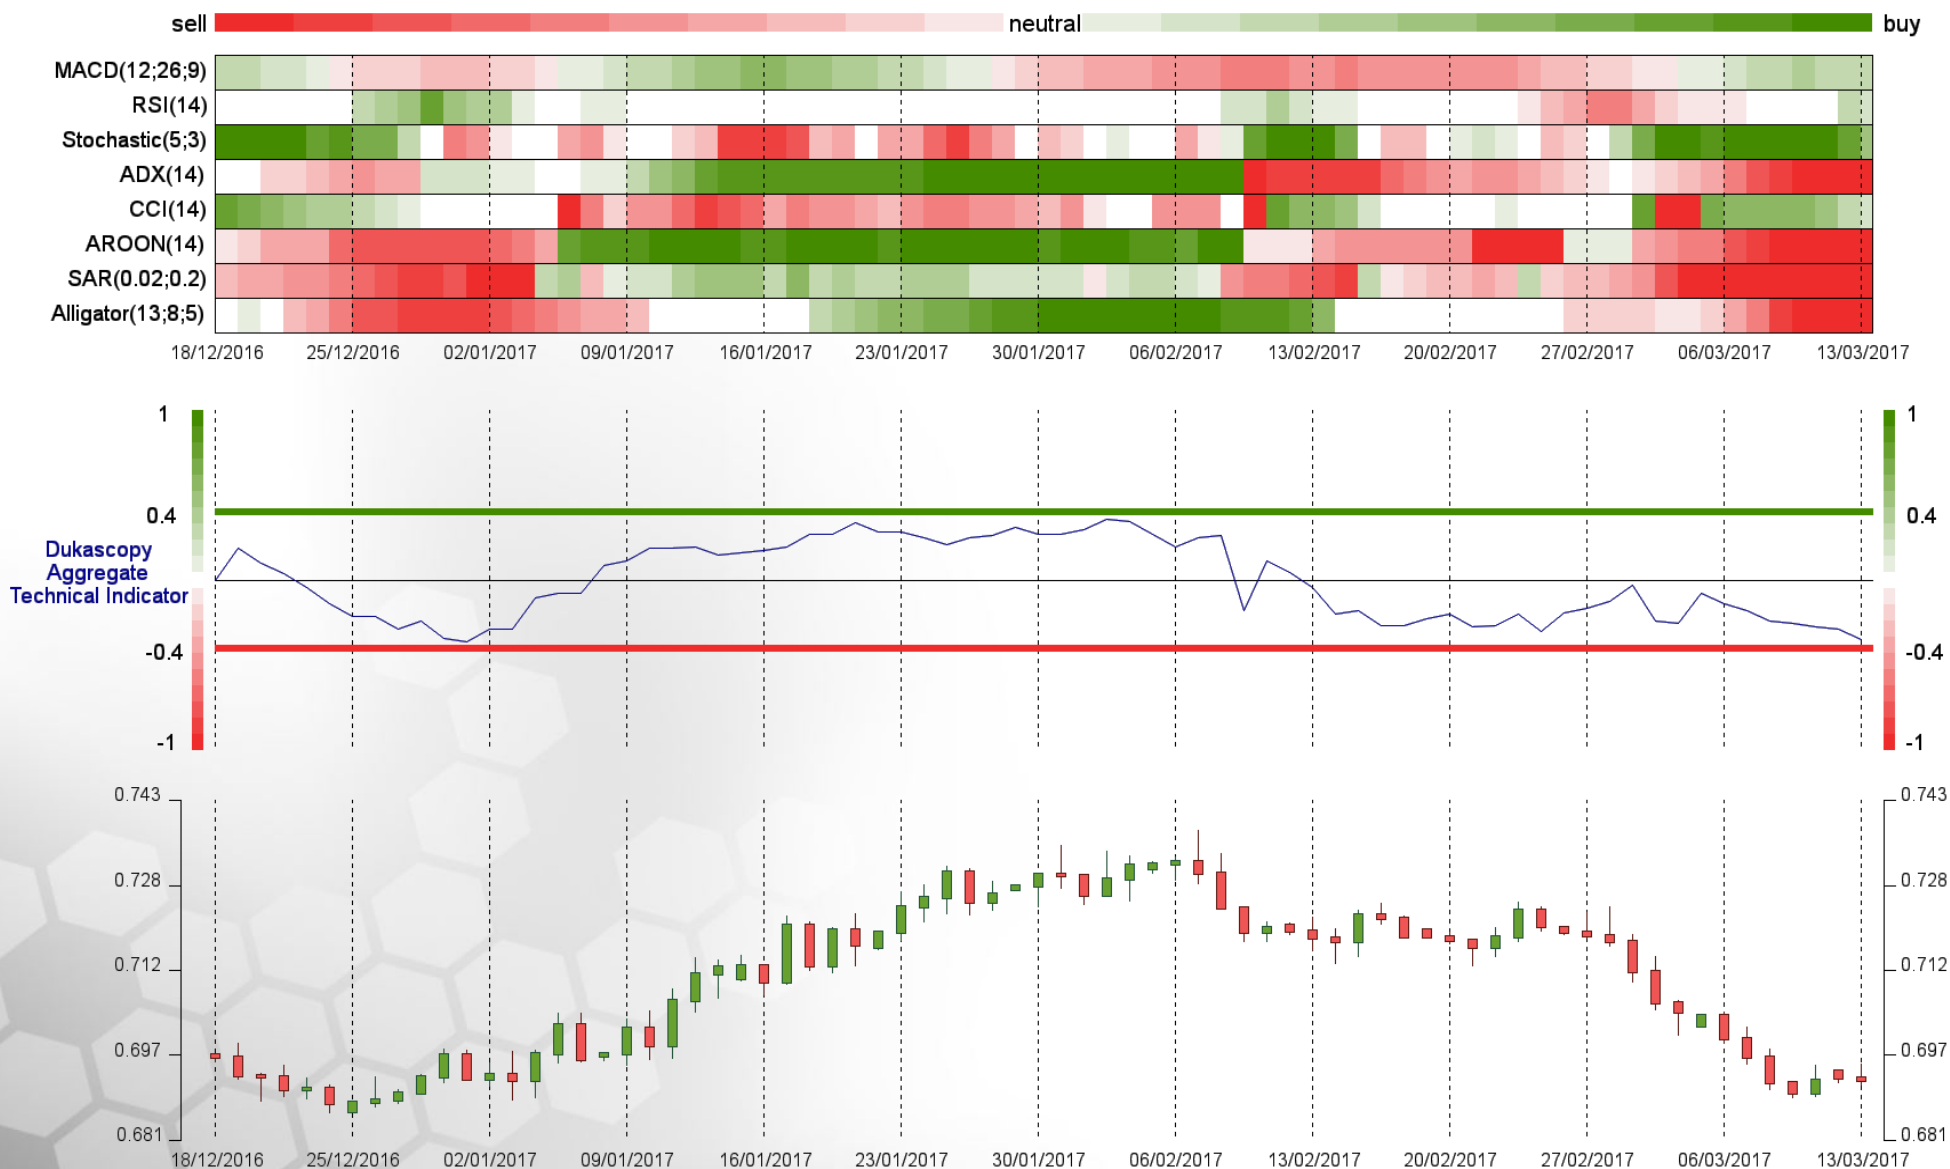 sell neutral buy
MACD(12;26;9)
RSI(14)
Stochastic(5;3)
ADX(14)
CCI(14)
AROON(14)
SAR(0.02;0.2)
Alligator(13;8;5)
18/12/2016 25/12/2016 02/01/2017 09/01/2017 16/01/2017 23/01/2017 30/01/2017 06/02/2017 13/02/2017 20/02/2017 27/02/2017 06/03/2017 13/03/2017
1 1
0.4 0.4
Dukascopy
Aggregate
Technical Indicator
-0.4 -0.4
-1 -1
0.743 0.743
0.728 0.728
0.712 0.712
0.697 0.697
0.681 0.681
18/12/2016 25/12/2016 02/01/2017 09/01/2017 16/01/2017 23/01/2017 30/01/2017 06/02/2017 13/02/2017 20/02/2017 27/02/2017 06/03/2017 13/03/2017